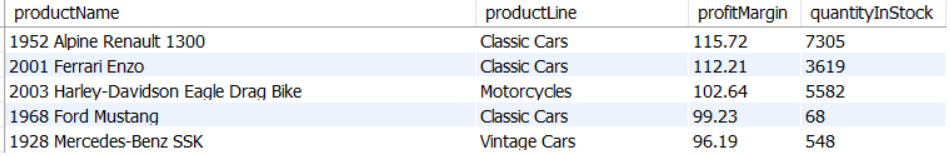 productName productLine profitMargin quantityInStock
1952 Alpine Renault 1300 Classic Cars 115.72 7305
2001 Ferrari Enzo Classic Cars 112.21 3619
2003 Harley-Davidson Eagle Drag Bike Motorcycles 102.64 5582
1968 Ford Mustang Classic Cars 99.23 68
1928 Mercedes-Benz SSK Vintage Cars 96.19 548